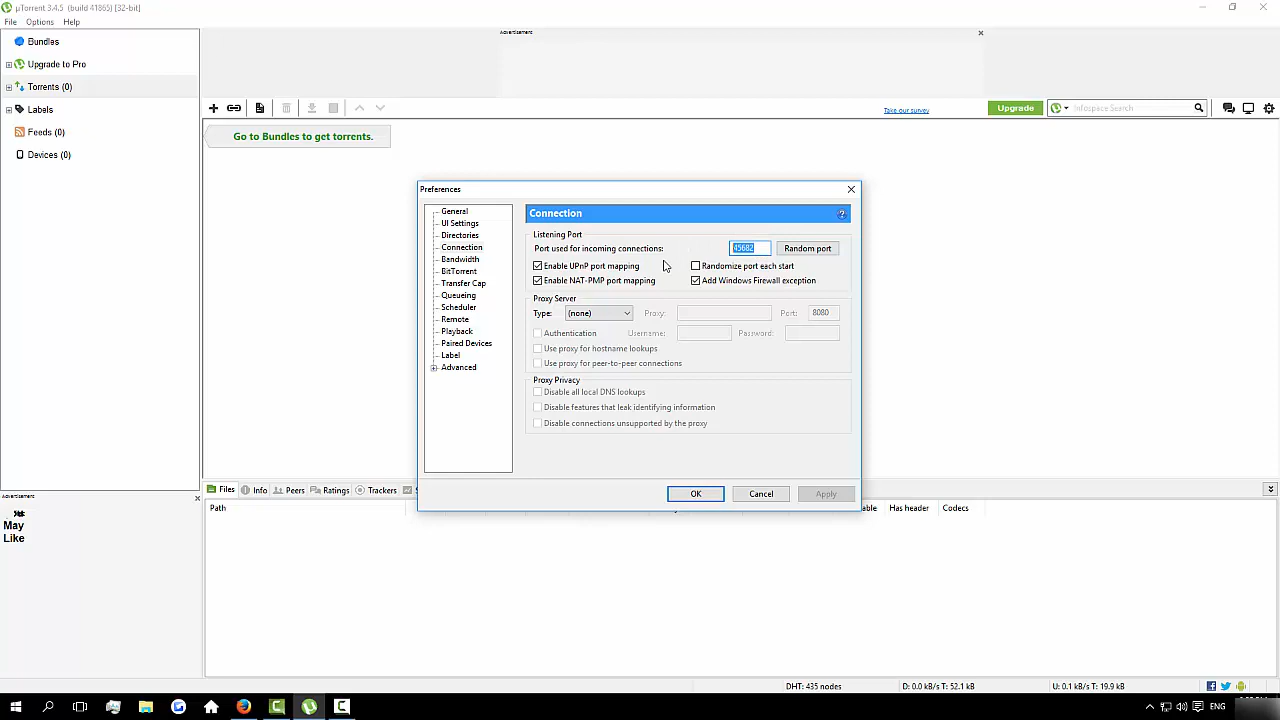 µTorrent 3.4.5 (build 41865) [32-bit]
File Options Help
Bundles
Upgrade to Pro
Torrents (0)
Labels
Feeds (0)
Devices (0)
Advertisement
Take our survey
Upgrade
Infospace Search
Go to Bundles to get torrents.
Preferences
General
UI Settings
Directories
Connection
Bandwidth
BitTorrent
Transfer Cap
Queueing
Scheduler
Remote
Playback
Paired Devices
Label
Advanced
Connection
Listening Port
Port used for incoming connections: 45682 Random port
Enable UPnP port mapping Randomize port each start
Enable NAT-PMP port mapping Add Windows Firewall exception
Proxy Server
Type: (none) Proxy: Port: 8080
Authentication Username: Password:
Use proxy for hostname lookups
Use proxy for peer-to-peer connections
Proxy Privacy
Disable all local DNS lookups
Disable features that leak identifying information
Disable connections unsupported by the proxy
OK Cancel Apply
Advertisement
May
Like
Files Info Peers Ratings Trackers
Path Has header Codecs
DHT: 435 nodes D: 0.0 kB/s T: 52.1 kB U: 0.1 kB/s T: 19.9 kB
ENG